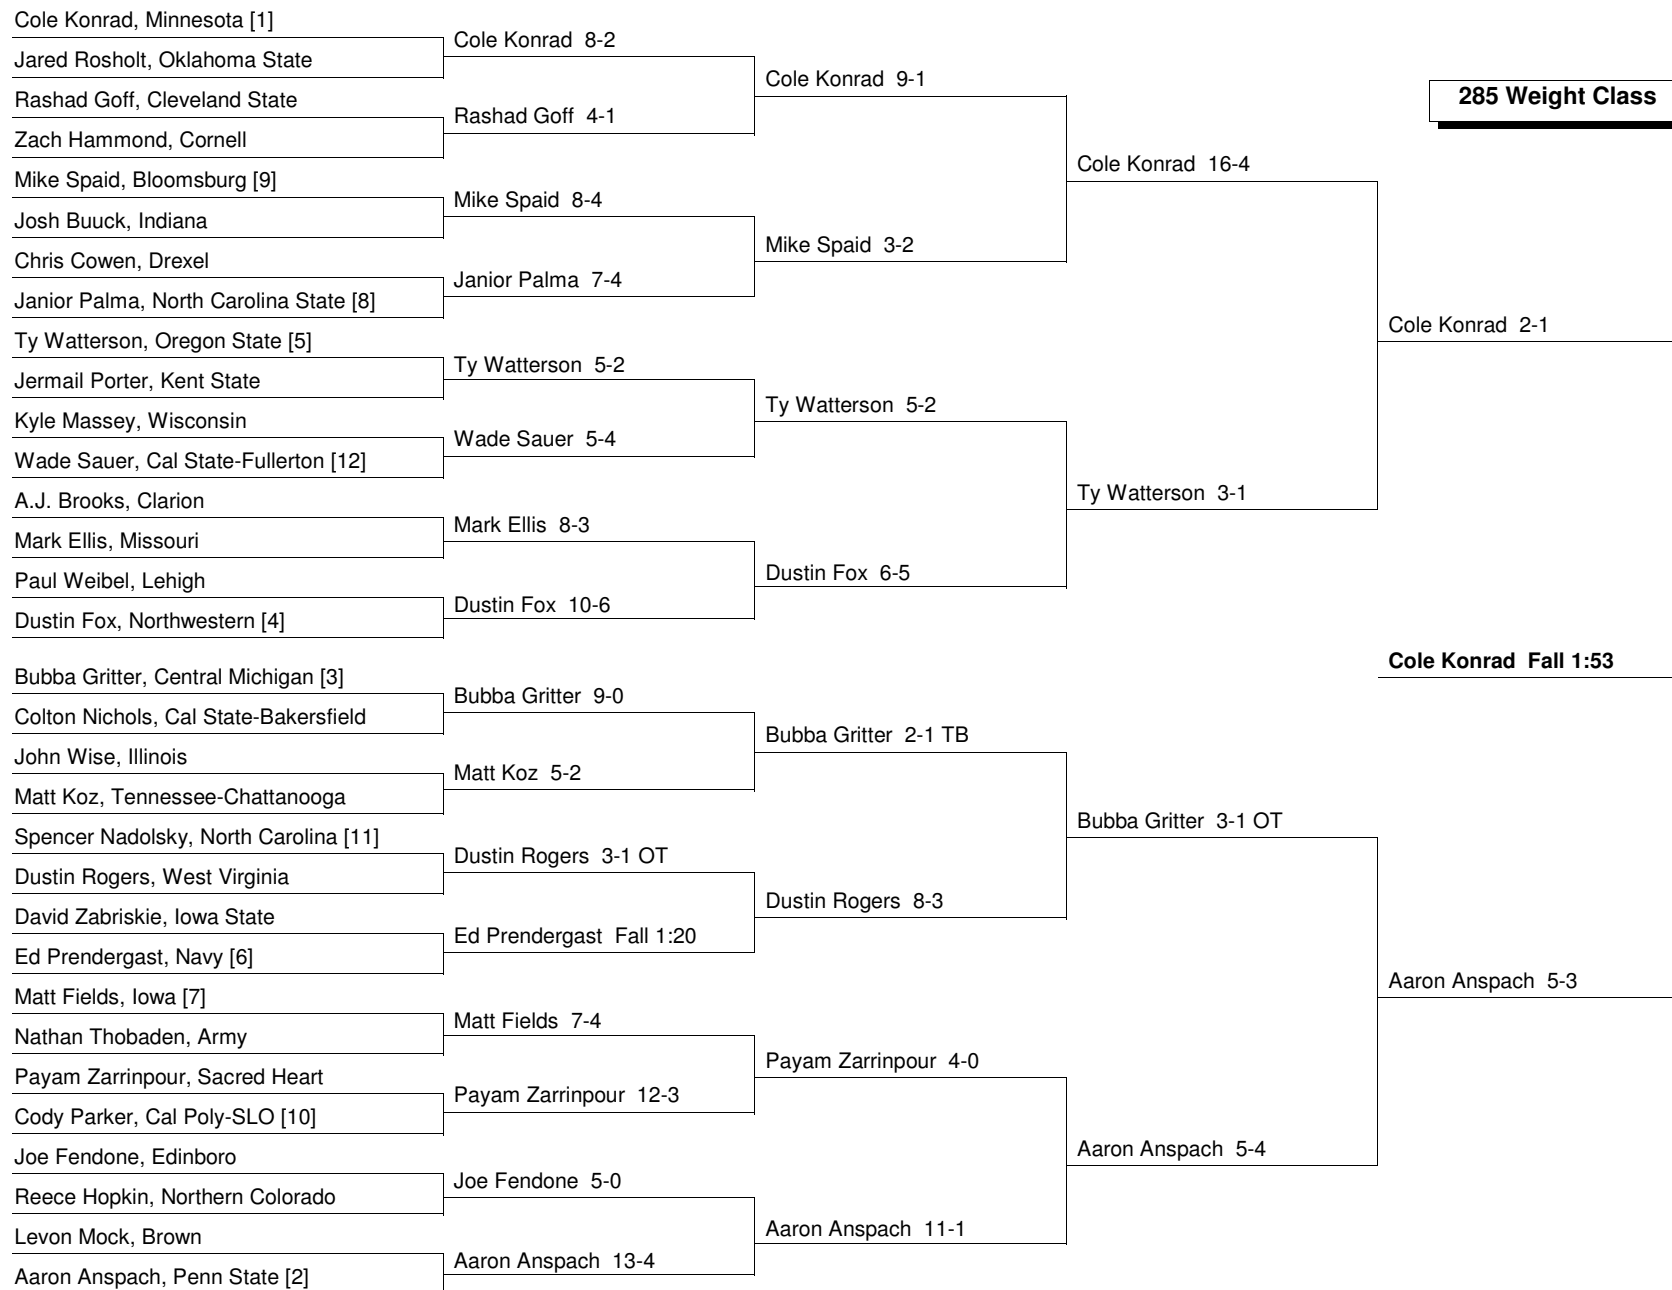 Cole Konrad, Minnesota [1]
Jared Rosholt, Oklahoma State
Rashad Goff, Cleveland State
Zach Hammond, Cornell
Mike Spaid, Bloomsburg [9]
Josh Buuck, Indiana
Chris Cowen, Drexel
Janior Palma, North Carolina State [8]
Ty Watterson, Oregon State [5]
Jermail Porter, Kent State
Kyle Massey, Wisconsin
Wade Sauer, Cal State-Fullerton [12]
A.J. Brooks, Clarion
Mark Ellis, Missouri
Paul Weibel, Lehigh
Dustin Fox, Northwestern [4]
Bubba Gritter, Central Michigan [3]
Colton Nichols, Cal State-Bakersfield
John Wise, Illinois
Matt Koz, Tennessee-Chattanooga
Spencer Nadolsky, North Carolina [11]
Dustin Rogers, West Virginia
David Zabriskie, Iowa State
Ed Prendergast, Navy [6]
Matt Fields, Iowa [7]
Nathan Thobaden, Army
Payam Zarrinpour, Sacred Heart
Cody Parker, Cal Poly-SLO [10]
Joe Fendone, Edinboro
Reece Hopkin, Northern Colorado
Levon Mock, Brown
Aaron Anspach, Penn State [2]
Cole Konrad 8-2
Rashad Goff 4-1
Mike Spaid 8-4
Janior Palma 7-4
Ty Watterson 5-2
Wade Sauer 5-4
Mark Ellis 8-3
Dustin Fox 10-6
Bubba Gritter 9-0
Matt Koz 5-2
Dustin Rogers 3-1 OT
Ed Prendergast Fall 1:20
Matt Fields 7-4
Payam Zarrinpour 12-3
Joe Fendone 5-0
Aaron Anspach 13-4
Cole Konrad 9-1
Mike Spaid 3-2
Ty Watterson 5-2
Dustin Fox 6-5
Bubba Gritter 2-1 TB
Dustin Rogers 8-3
Payam Zarrinpour 4-0
Aaron Anspach 11-1
Cole Konrad 16-4
Ty Watterson 3-1
Bubba Gritter 3-1 OT
Aaron Anspach 5-4
285 Weight Class
Cole Konrad 2-1
Cole Konrad Fall 1:53
Aaron Anspach 5-3